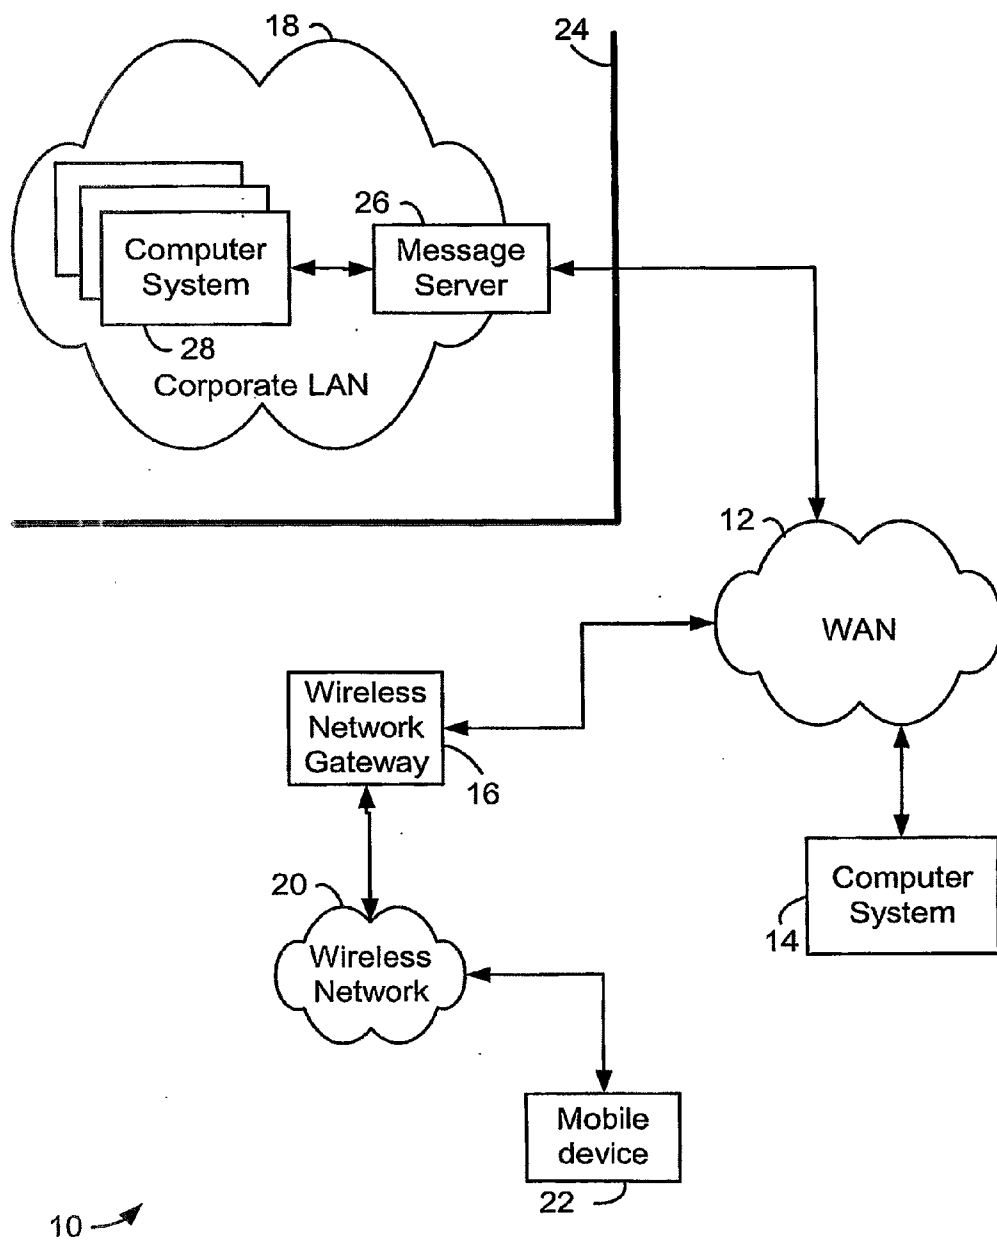 18
24
26
Computer
System
Message
Server
28
Corporate LAN
12
WAN
Wireless
Network
Gateway
16
20
Computer
System
14
Wireless
Network
Mobile
device
22
10